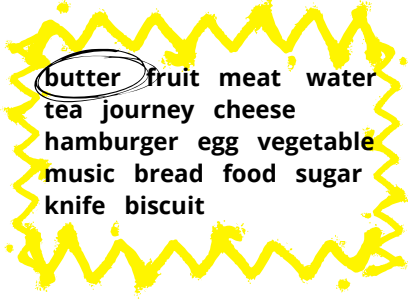 butter fruit meat water
tea journey cheese
hamburger egg vegetable
music bread food sugar
knife biscuit